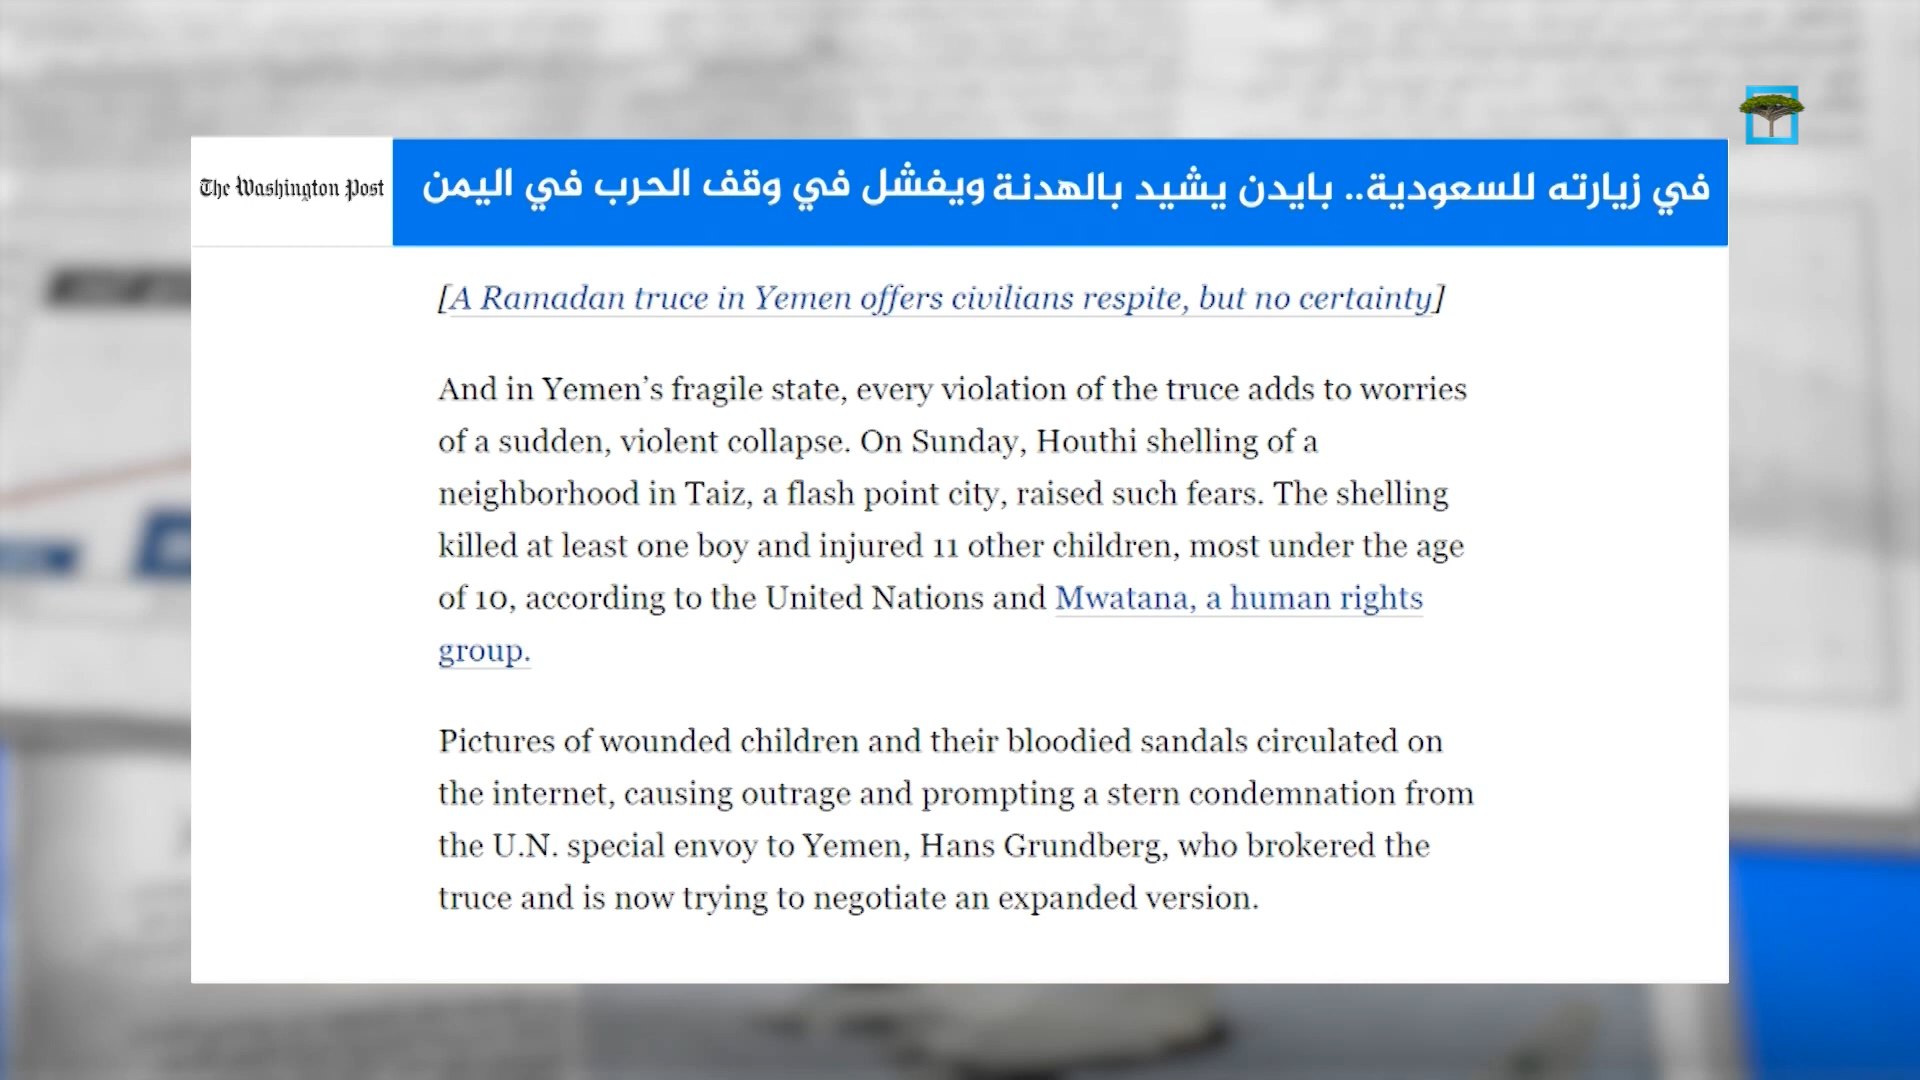 The Washington Post
في زيارته للسعودية.. بايدن يشيد بالهدنة ويفشل في وقف الحرب في اليمن
[A Ramadan truce in Yemen offers civilians respite, but no certainty]
And in Yemen’s fragile state, every violation of the truce adds to worries
of a sudden, violent collapse. On Sunday, Houthi shelling of a
neighborhood in Taiz, a flash point city, raised such fears. The shelling
killed at least one boy and injured 11 other children, most under the age
of 10, according to the United Nations and Mwatana, a human rights
group.
Pictures of wounded children and their bloodied sandals circulated on
the internet, causing outrage and prompting a stern condemnation from
the U.N. special envoy to Yemen, Hans Grundberg, who brokered the
truce and is now trying to negotiate an expanded version.